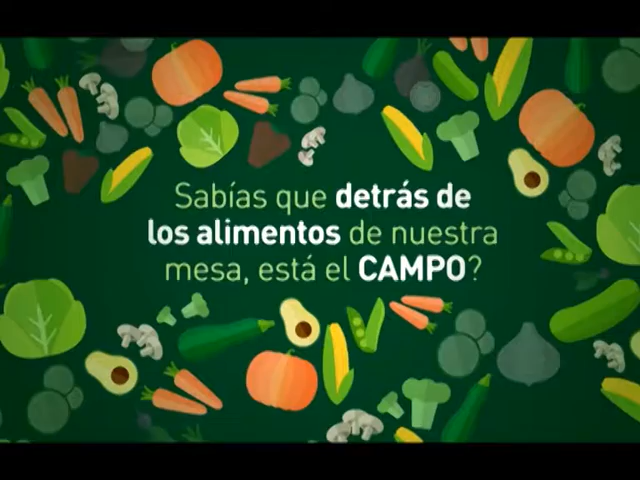 Sabías que detrás de
los alimentos de nuestra
mesa, está el CAMPO?